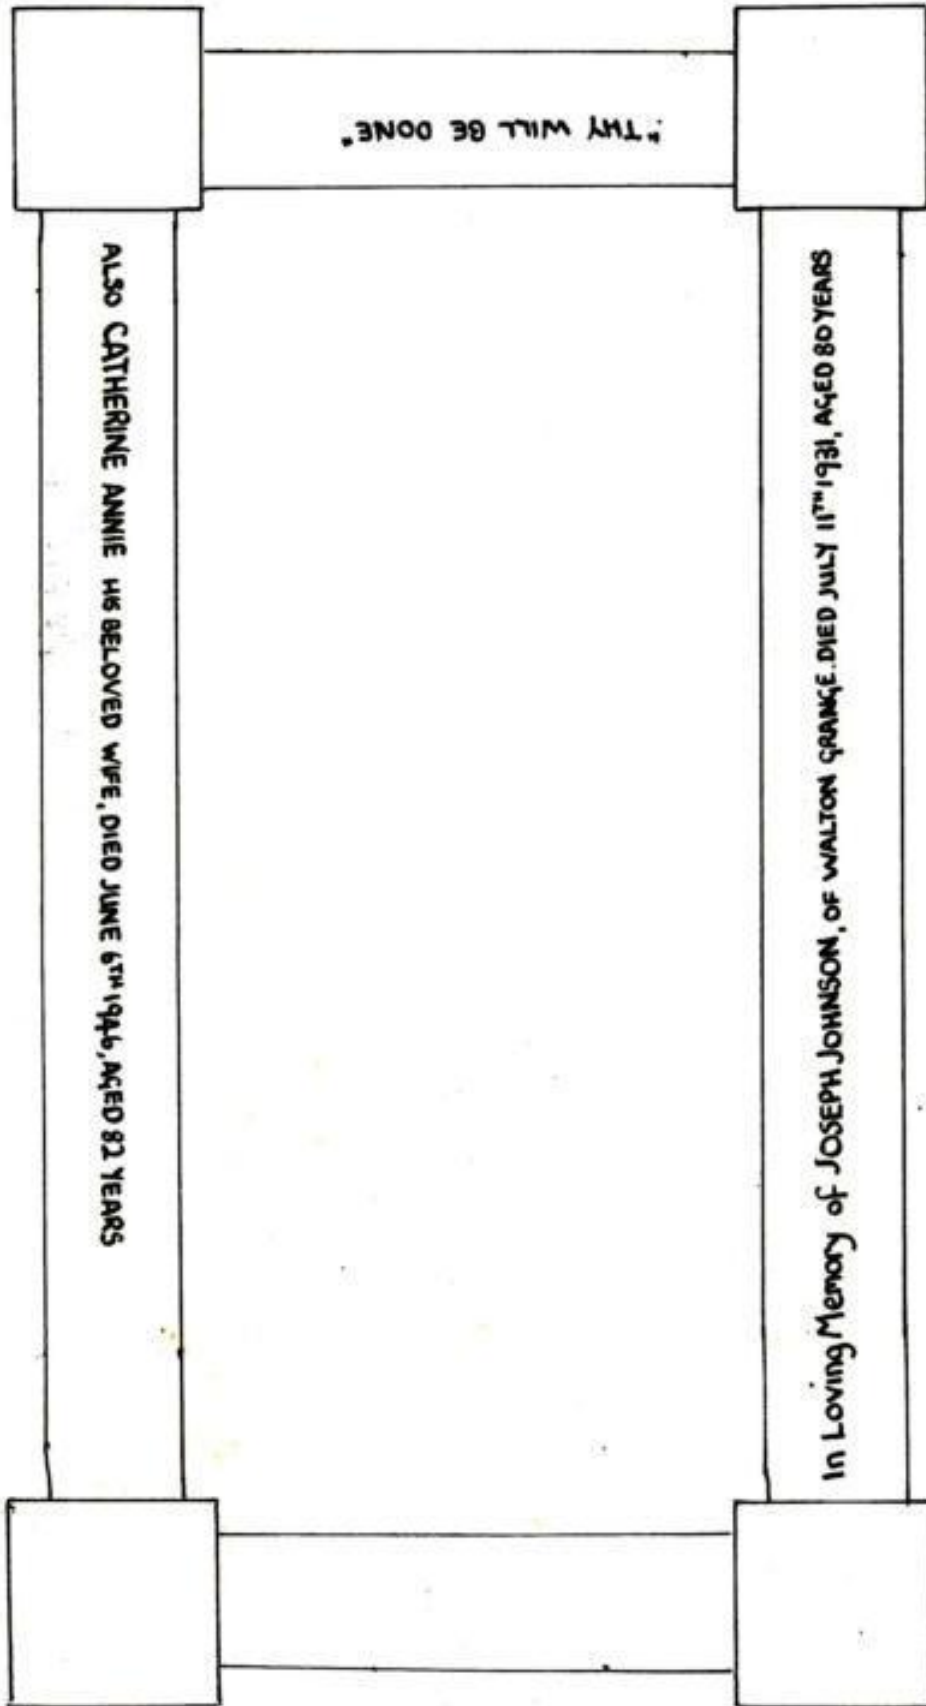 In Loving Memory of JOSEPH JOHNSON, OF WALTON GRANGE. DIED JULY 11TH 1931, AGED 80 YEARS
"THY WILL BE DONE"
ALSO CATHERINE ANNIE HIS BELOVED WIFE, DIED JUNE 6TH 1946, AGED 82 YEARS